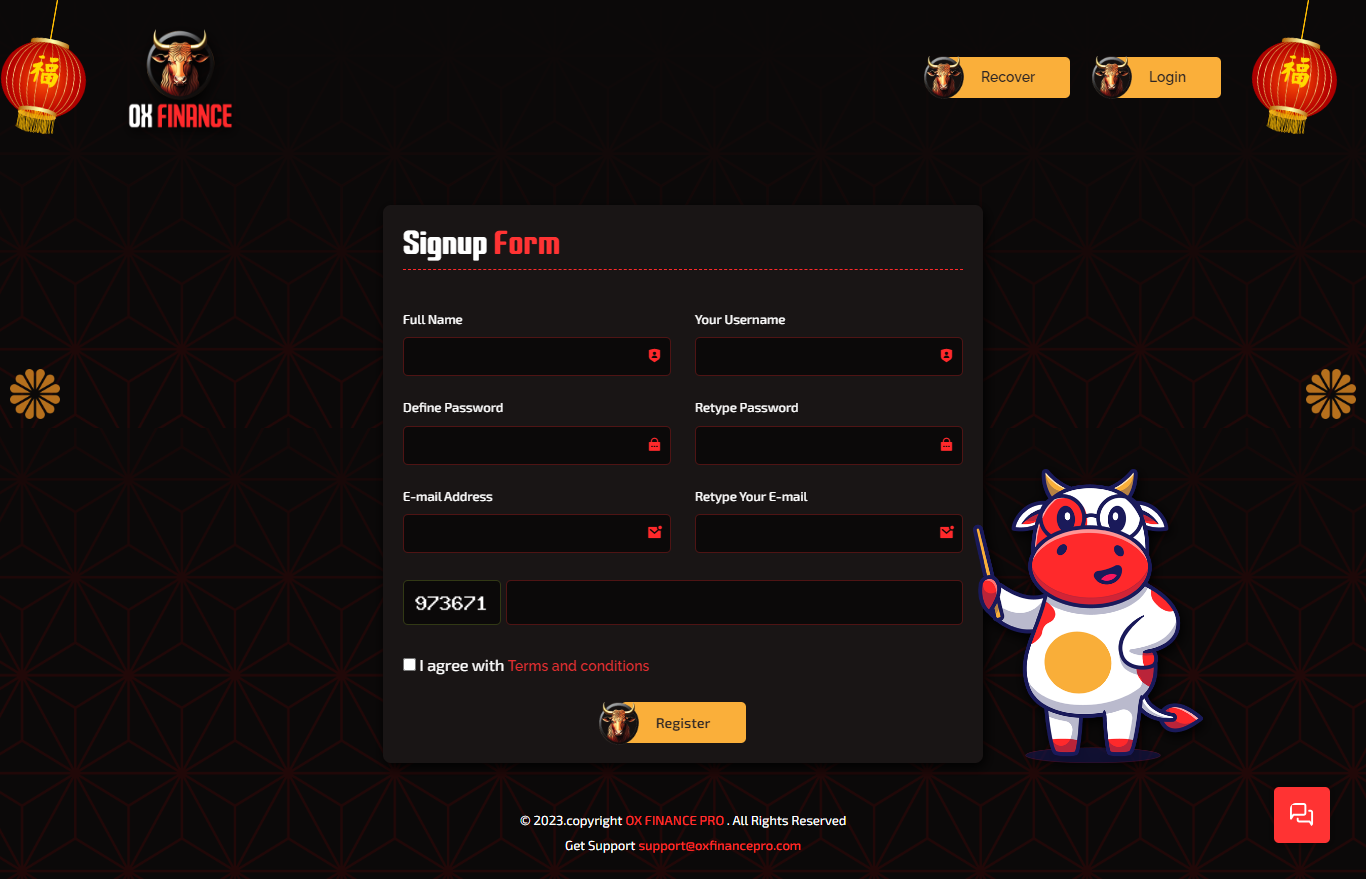 福
OX FINANCE
Recover
Login
福
Signup Form
Full Name
Your Username
Define Password
Retype Password
E-mail Address
Retype Your E-mail
973671
I agree with Terms and conditions
Register
© 2023.copyright OX FINANCE PRO . All Rights Reserved
Get Support support@oxfinancepro.com